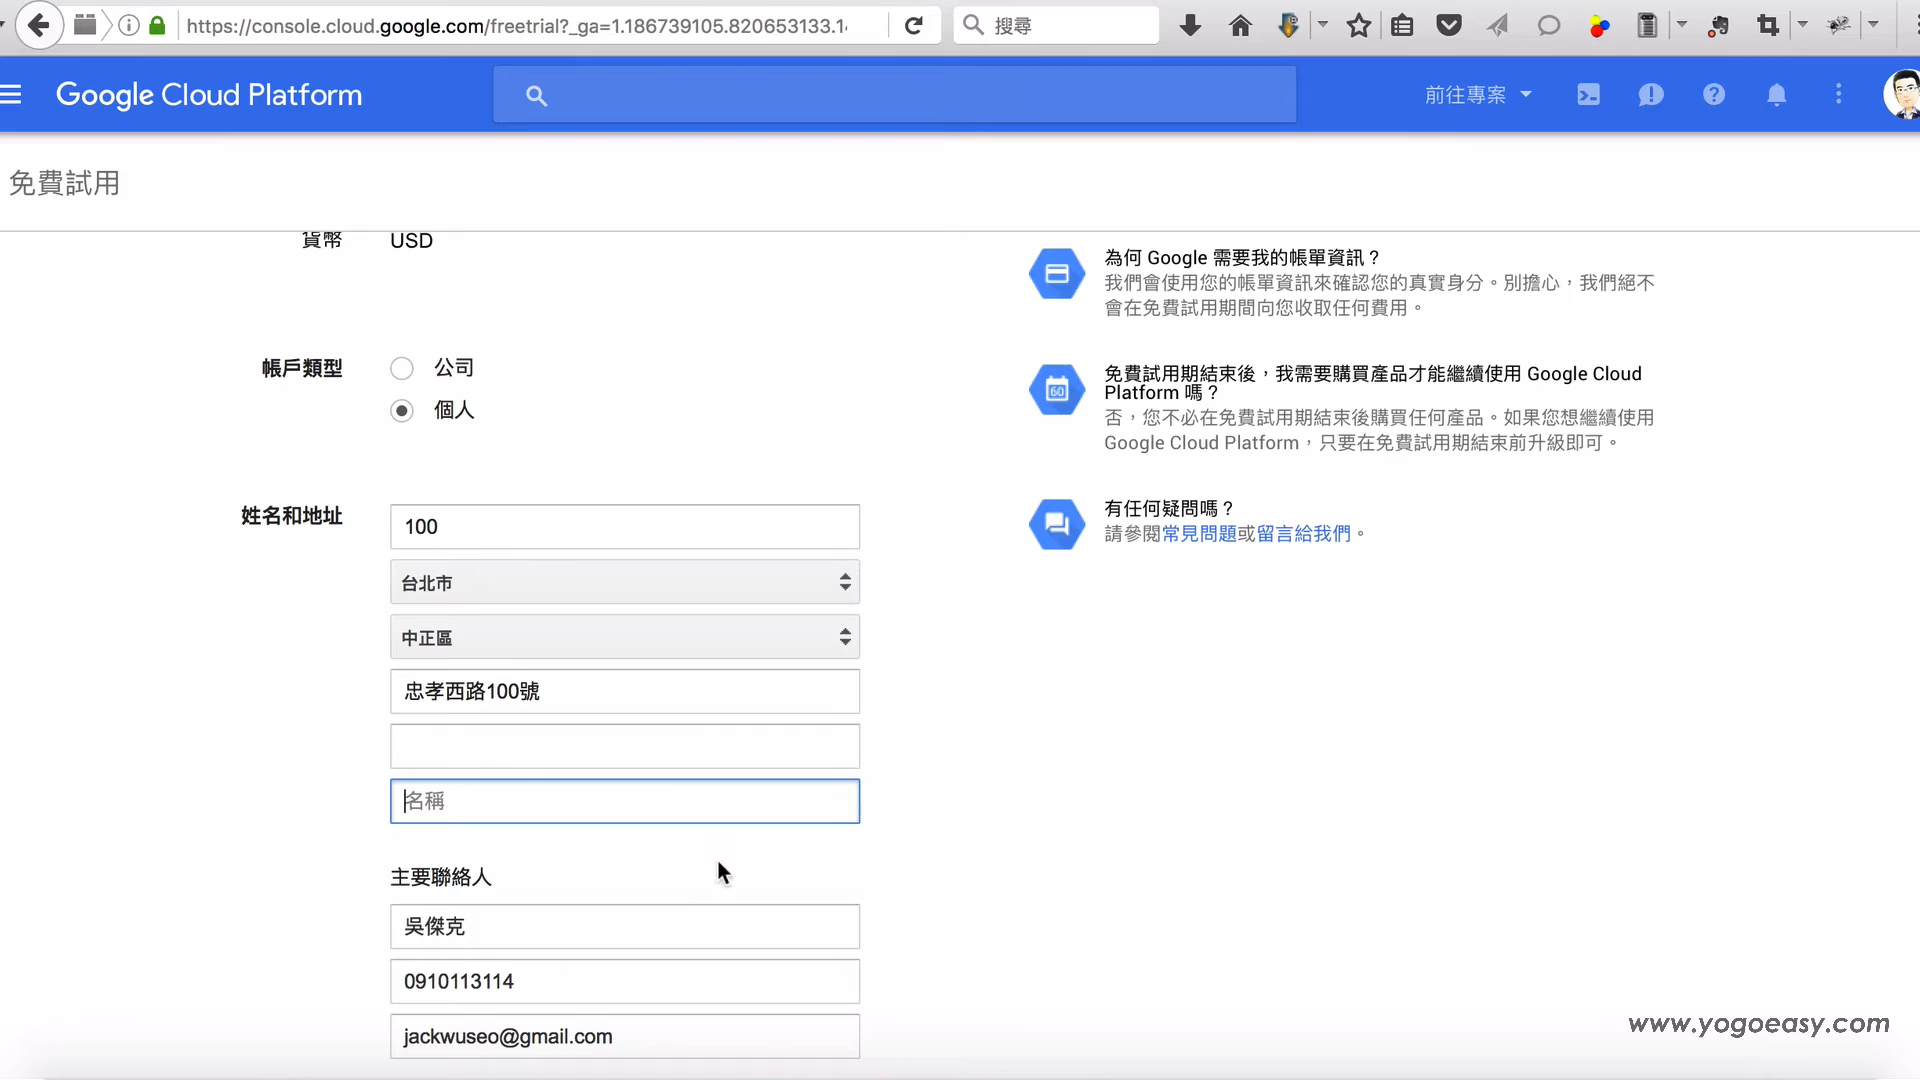 https://console.cloud.google.com/freetrial?_ga=1.186739105.820653133.1
搜尋
Google Cloud Platform
前往專案
免費試用
貨幣
USD
帳戶類型
公司
個人
姓名和地址
100
台北市
中正區
忠孝西路100號
名稱
主要聯絡人
吳傑克
0910113114
jackwuseo@gmail.com
為何 Google 需要我的帳單資訊？
我們會使用您的帳單資訊來確認您的真實身分。別擔心，我們絕不
會在免費試用期間向您收取任何費用。
60
免費試用期結束後，我需要購買產品才能繼續使用 Google Cloud
Platform 嗎？
否，您不必在免費試用期結束後購買任何產品。如果您想繼續使用
Google Cloud Platform，只要在免費試用期結束前升級即可。
有任何疑問嗎？
請參閱常見問題或留言給我們。
www.yogoeasy.com